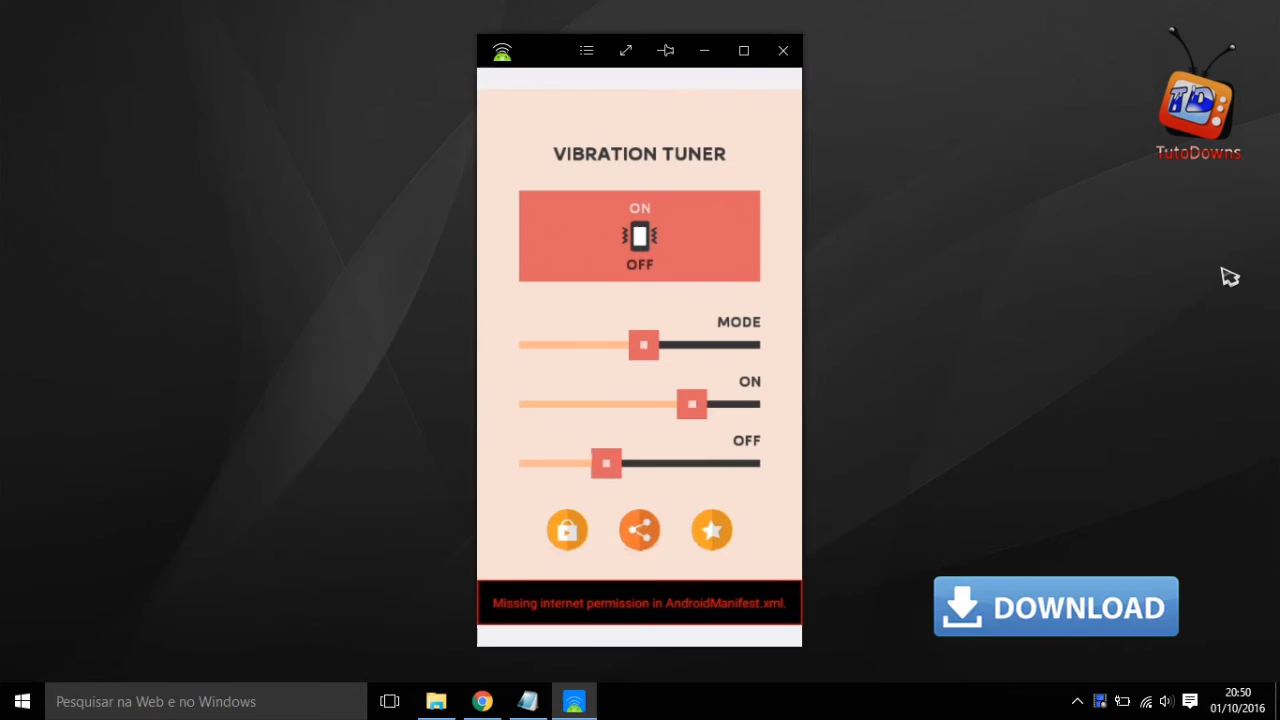 TD
TutoDowns
VIBRATION TUNER
ON
OFF
MODE
ON
OFF
Missing internet permission in AndroidManifest.xml.
DOWNLOAD
Pesquisar na Web e no Windows
20:50
01/10/2016